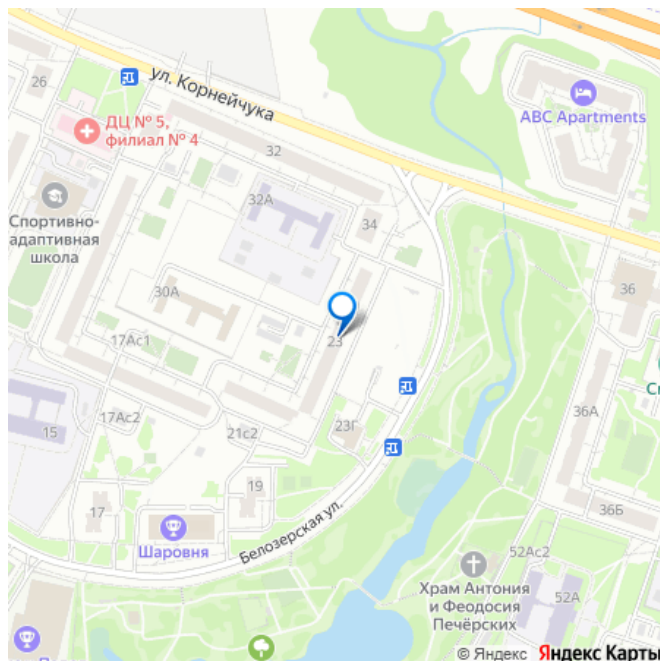 26
ул. Корнейчука
ДЦ № 5,
филиал № 4
ABC Apartments
32
32А
34
Спортивно-
адаптивная
школа
30А
36
17Ас1
23
36А
17Ас2
21с2
23Г
15
19
17
36Б
Шаровня
Белозерская ул.
52Ас2
Храм Антония
и Феодосия
Печёрских
52А
© Яндекс Яндекс Карты